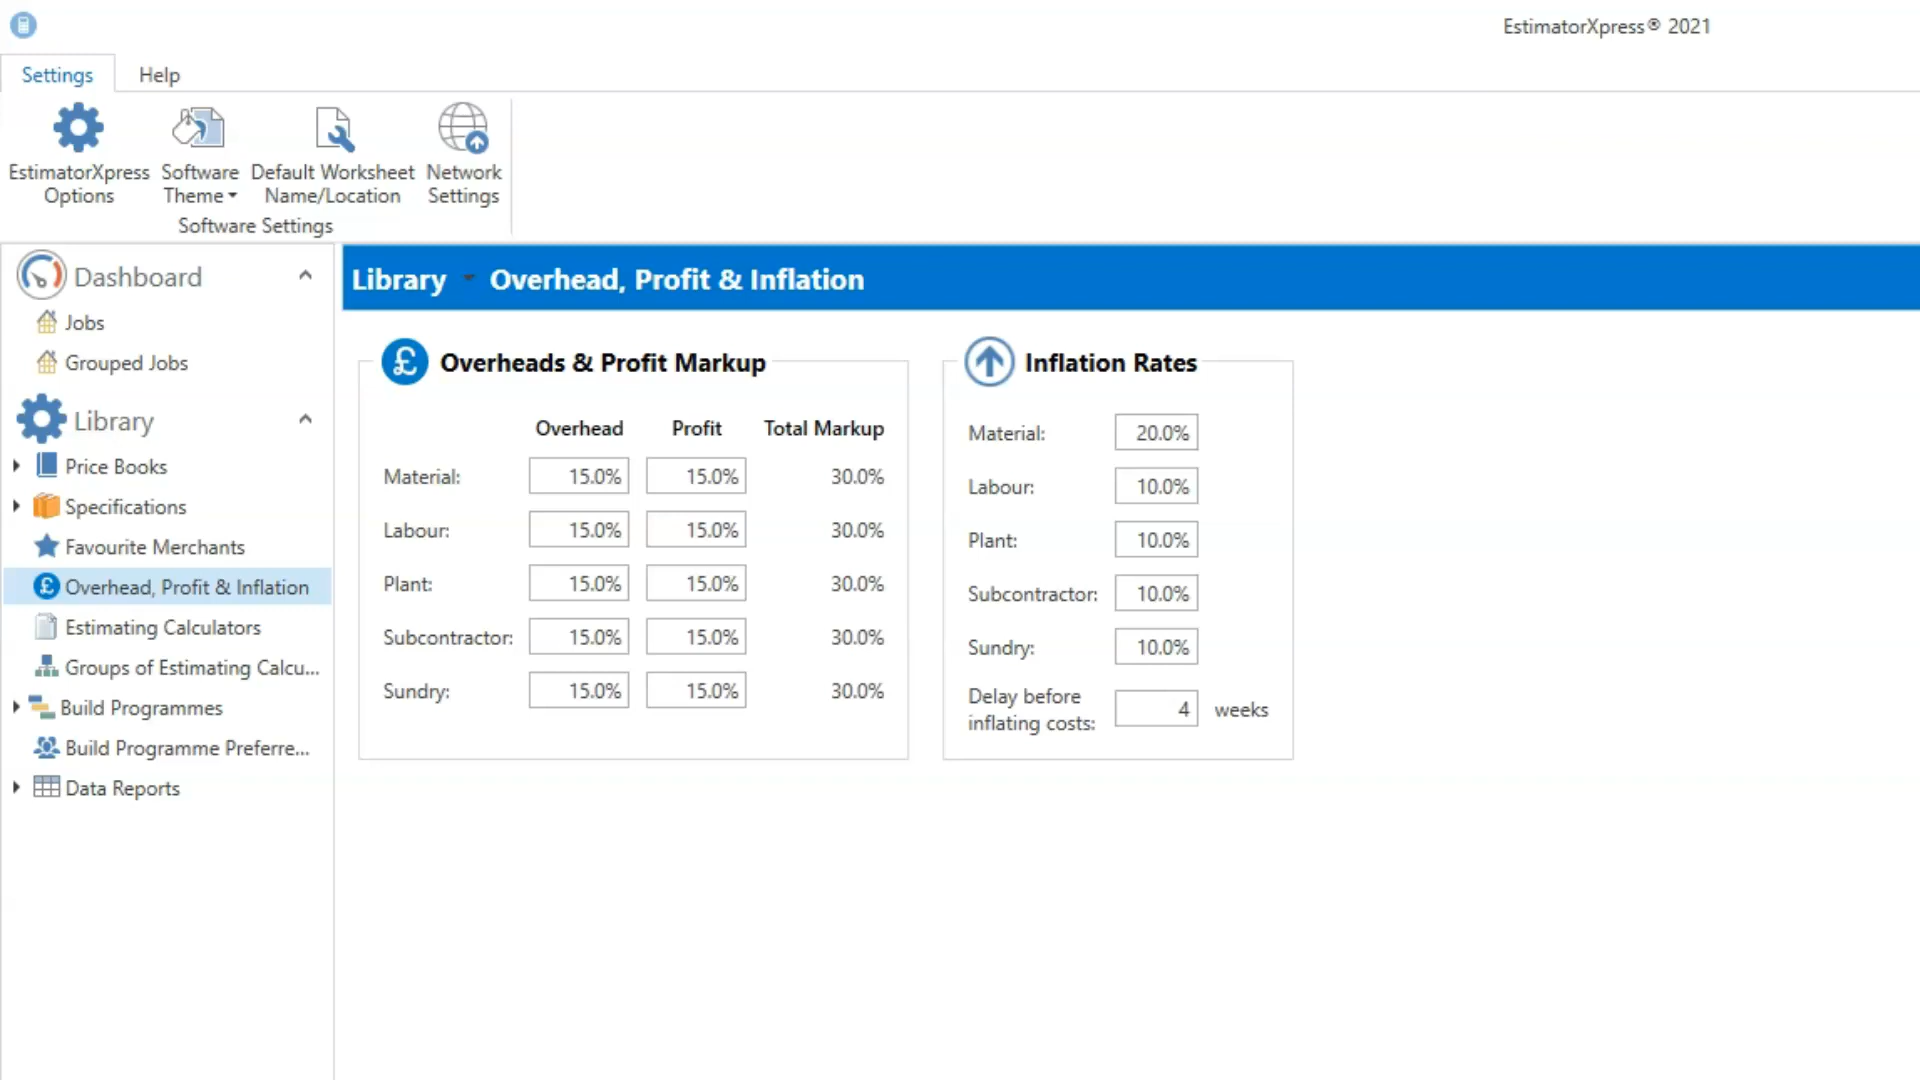 EstimatorXpress® 2021
Settings Help
EstimatorXpress Options
Software Theme
Default Worksheet Name/Location
Network Settings
Software Settings
Dashboard
Jobs
Grouped Jobs
Library
Price Books
Specifications
Favourite Merchants
Overhead, Profit & Inflation
Estimating Calculators
Groups of Estimating Calcu...
Build Programmes
Build Programme Preferre...
Data Reports
Library Overhead, Profit & Inflation
£ Overheads & Profit Markup
Overhead Profit Total Markup
Material: 15.0% 15.0% 30.0%
Labour: 15.0% 15.0% 30.0%
Plant: 15.0% 15.0% 30.0%
Subcontractor: 15.0% 15.0% 30.0%
Sundry: 15.0% 15.0% 30.0%
Inflation Rates
Material: 20.0%
Labour: 10.0%
Plant: 10.0%
Subcontractor: 10.0%
Sundry: 10.0%
Delay before
inflating costs: 4 weeks